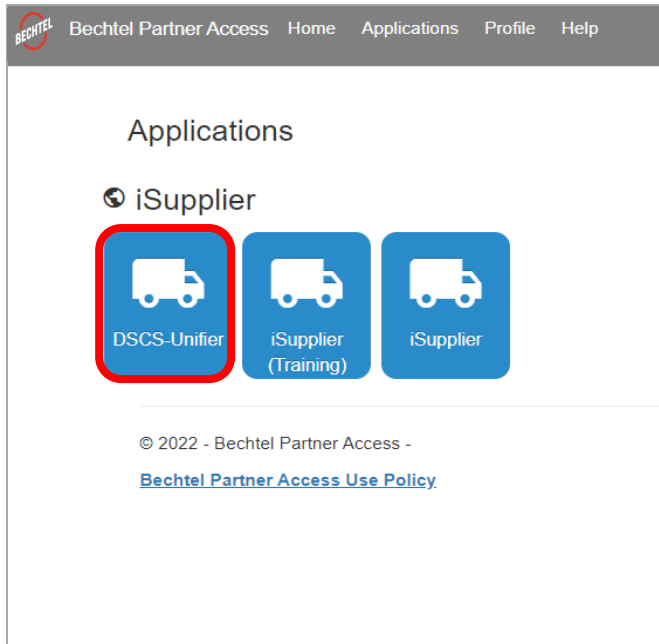 BECHTEL Bechtel Partner Access Home Applications Profile Help
Applications
iSupplier
DSCS-Unifier
iSupplier
(Training)
iSupplier
© 2022 - Bechtel Partner Access -
Bechtel Partner Access Use Policy